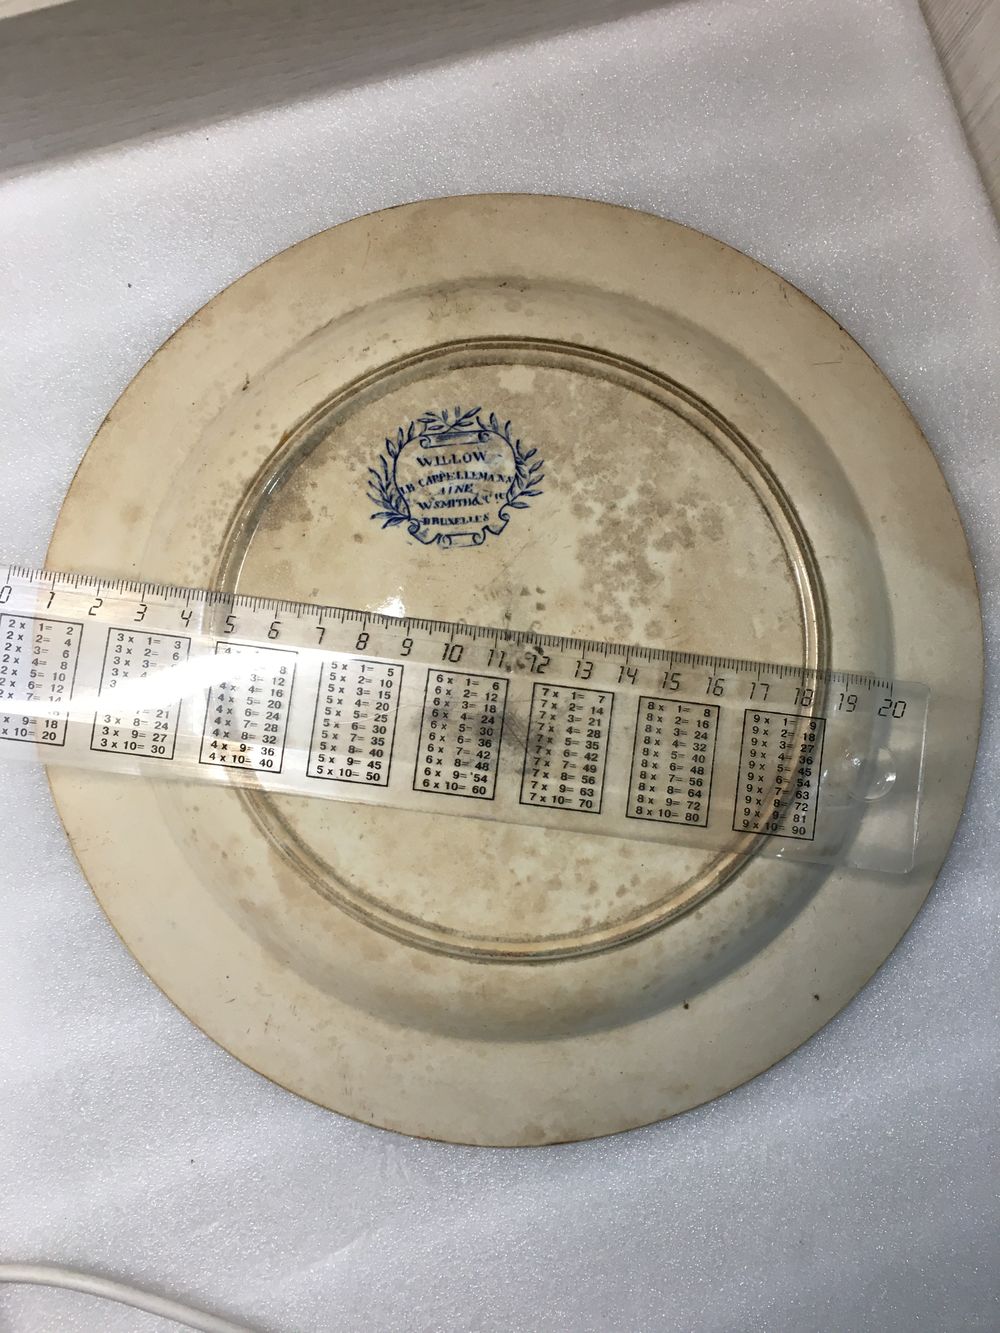 WILLOW
J.B CAPPELLEMANS
AINE
W.SMITH & Cie
BRUXELLES
0 1 2 3 4 5 6 7 8 9 10 11 12 13 14 15 16 17 18 19 20
2 x 1= 2
2 x 2= 4
2 x 3= 6
2 x 4= 8
2 x 5= 10
2 x 6= 12
2 x 7= 14
x 9= 18
x 10= 20
3 x 1= 3
3 x 2= 6
3 x 3=
3 x 4=
3
21
3 x 8= 24
3 x 9= 27
3 x 10= 30
4 x 1=
8
x 3= 12
4 x 4= 16
4 x 5= 20
4 x 6= 24
4 x 7= 28
4 x 8= 32
4 x 9= 36
4 x 10= 40
5 x 1= 5
5 x 2= 10
5 x 3= 15
5 x 4= 20
5 x 5= 25
5 x 6= 30
5 x 7= 35
5 x 8= 40
5 x 9= 45
5 x 10= 50
6 x 1= 6
6 x 2= 12
6 x 3= 18
6 x 4= 24
6 x 5= 30
6 x 6= 36
6 x 7= 42
6 x 8= 48
6 x 9= 54
6 x 10= 60
7 x 1= 7
7 x 2= 14
7 x 3= 21
7 x 4= 28
7 x 5= 35
7 x 6= 42
7 x 7= 49
7 x 8= 56
7 x 9= 63
7 x 10= 70
8 x 1= 8
8 x 2= 16
8 x 3= 24
8 x 4= 32
8 x 5= 40
8 x 6= 48
8 x 7= 56
8 x 8= 64
8 x 9= 72
8 x 10= 80
9 x 1= 9
9 x 2= 18
9 x 3= 27
9 x 4= 36
9 x 5= 45
9 x 6= 54
9 x 7= 63
9 x 8= 72
9 x 9= 81
9 x 10= 90